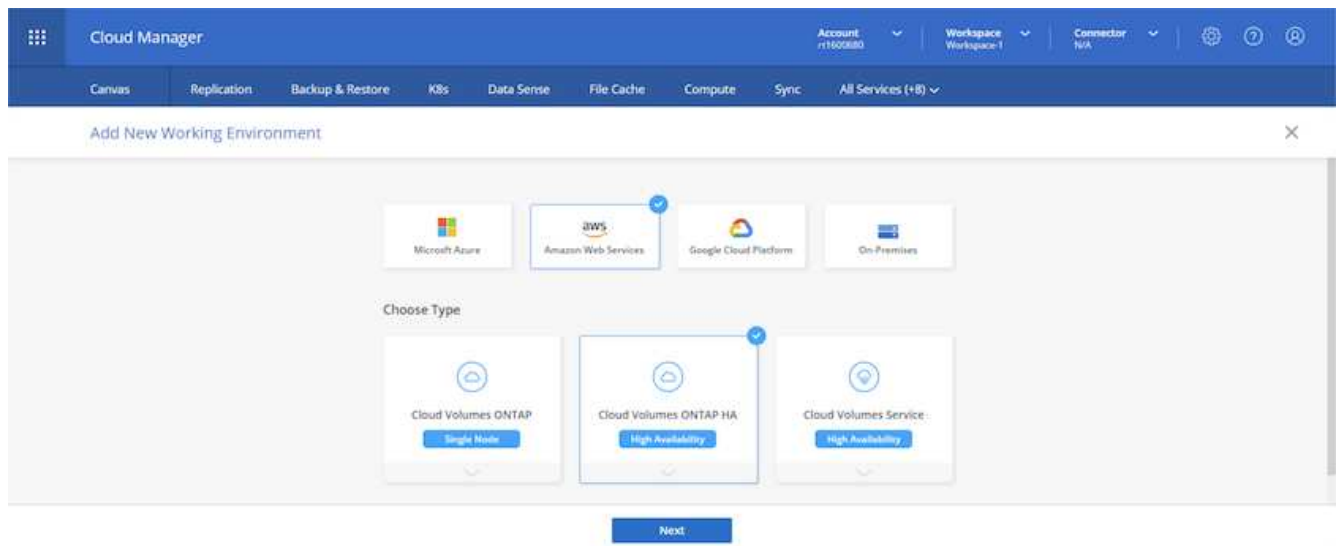 Cloud Manager
Account
rt1600680
Workspace
Workspace-1
Connector
N/A
Canvas
Replication
Backup & Restore
K8s
Data Sense
File Cache
Compute
Sync
All Services (+8)
Add New Working Environment
Microsft Azure
aws
Amazon Web Services
Google Cloud Platform
On-Premises
Choose Type
Cloud Volumes ONTAP
Single Node
Cloud Volumes ONTAP HA
High Availability
Cloud Volumes Service
High Availability
Next